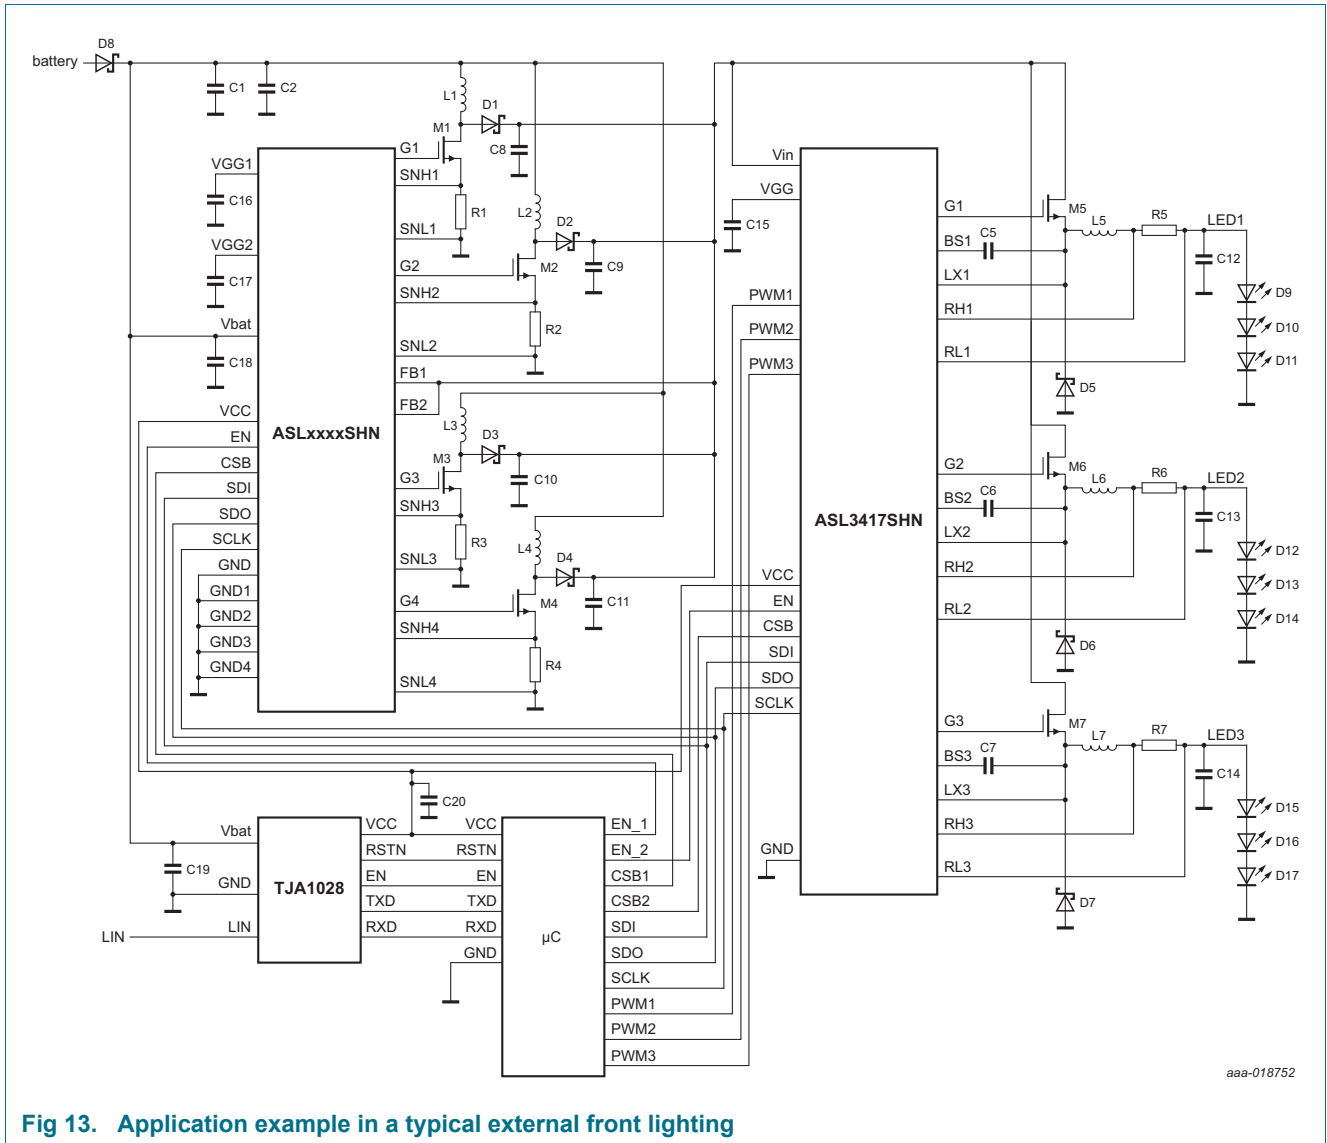 D8
battery
C1
C2
L1
D1
M1
C8
L2
D2
M2
C9
VGG1
C16
VGG2
C17
Vbat
C18
VCC
EN
CSB
SDI
SDO
SCLK
GND
GND1
GND2
GND3
GND4
ASLxxxxSHN
G1
SNH1
R1
SNL1
G2
SNH2
R2
SNL2
FB1
FB2
L3
D3
M3
G3
C10
SNH3
R3
SNL3
L4
D4
M4
G4
C11
SNH4
R4
SNL4
Vin
VGG
C15
PWM1
PWM2
PWM3
ASL3417SHN
VCC
EN
CSB
SDI
SDO
SCLK
GND
G1
M5
L5
R5
LED1
BS1
C5
C12
LX1
D9
RH1
D10
RL1
D11
D5
G2
M6
L6
R6
LED2
BS2
C6
C13
LX2
D12
RH2
D13
RL2
D14
D6
G3
M7
L7
R7
LED3
BS3
C7
C14
LX3
D15
RH3
D16
RL3
D17
D7
C20
Vbat
C19
GND
LIN
LIN
TJA1028
VCC
RSTN
EN
TXD
RXD
VCC
RSTN
EN
TXD
RXD
GND
μC
EN_1
EN_2
CSB1
CSB2
SDI
SDO
SCLK
PWM1
PWM2
PWM3
aaa-018752
Fig 13. Application example in a typical external front lighting